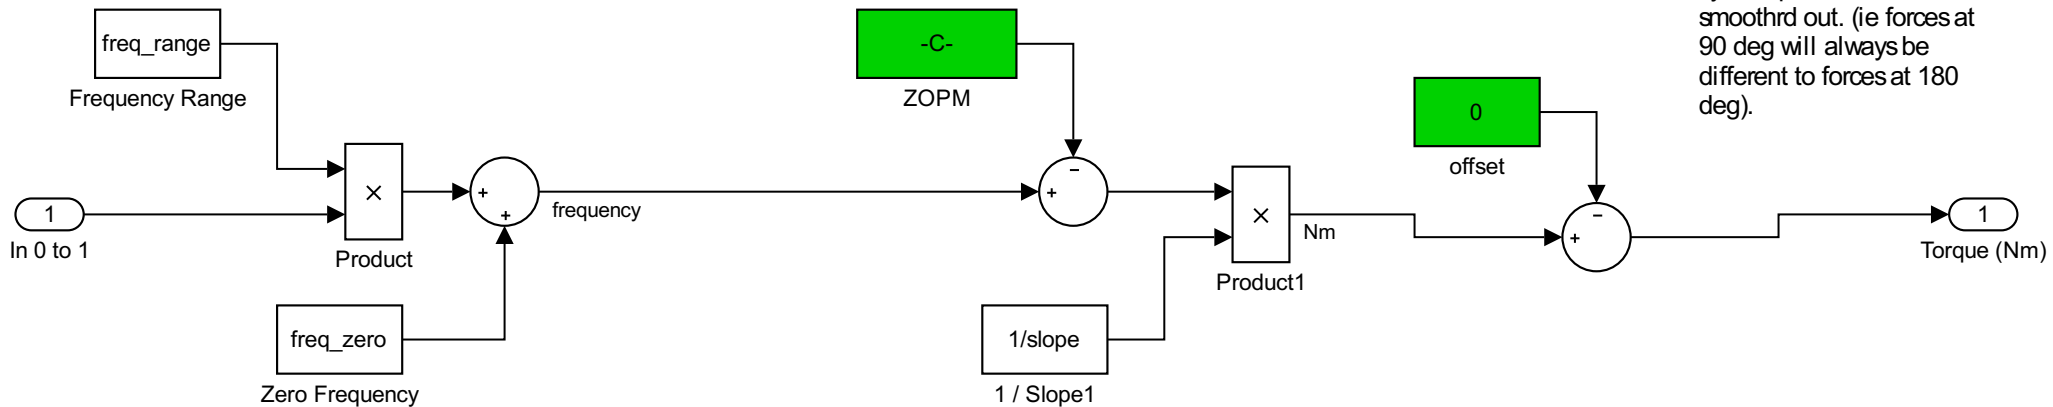 smoothrd out. (ie forces at
90 deg will always be
different to forces at 180
deg).
freq_range
Frequency Range
-C-
ZOPM
0
offset
1
In 0 to 1
×
Product
+
+
frequency
−
+
×
Product1
Nm
−
+
1
Torque (Nm)
freq_zero
Zero Frequency
1/slope
1 / Slope1